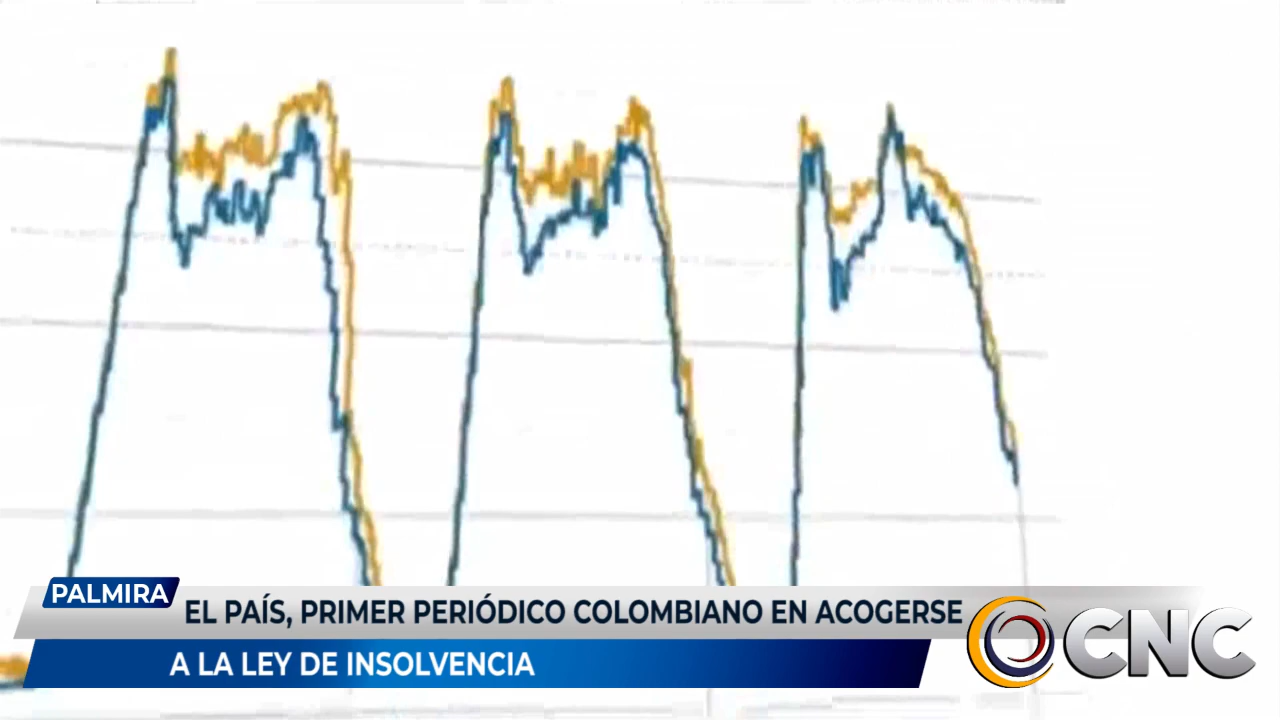 PALMIRA
EL PAÍS, PRIMER PERIÓDICO COLOMBIANO EN ACOGERSE
A LA LEY DE INSOLVENCIA
CNC